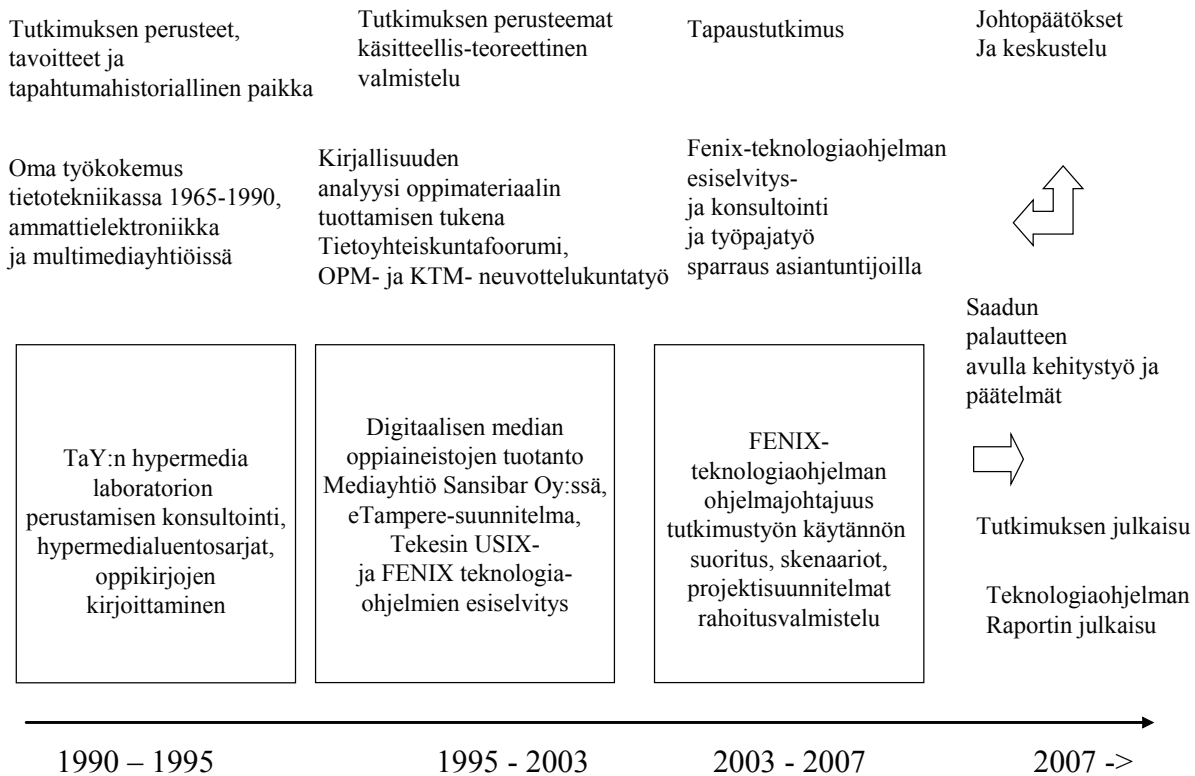 Tutkimuksen perusteet,
tavoitteet ja
tapahtumahistoriallinen paikka
Tutkimuksen perusteemat
käsitteellis-teoreettinen
valmistelu
Tapaustutkimus
Johtopäätökset
Ja keskustelu
Oma työkokemus
tietotekniikassa 1965-1990,
ammattielektroniikka
ja multimediayhtiöissä
Kirjallisuuden
analyysi oppimateriaalin
tuottamisen tukena
Tietoyhteiskuntafoorumi,
OPM- ja KTM- neuvottelukuntatyö
Fenix-teknologiaohjelman
esiselvitys-
ja konsultointi
ja työpajatyö
sparraus asiantuntijoilla
Saadun
palautteen
avulla kehitystyö ja
päätelmät
TaY:n hypermedia
laboratorion
perustamisen konsultointi,
hypermedialuentosarjat,
oppikirjojen
kirjoittaminen
Digitaalisen median
oppiaineistojen tuotanto
Mediayhtiö Sansibar Oy:ssä,
eTampere-suunnitelma,
Tekesin USIX-
ja FENIX teknologia-
ohjelmien esiselvitys
FENIX-
teknologiaohjelman
ohjelmajohtajuus
tutkimustyön käytännön
suoritus, skenaariot,
projektisuunnitelmat
rahoitusvalmistelu
Tutkimuksen julkaisu
Teknologiaohjelman
Raportin julkaisu
1990 – 1995
1995 - 2003
2003 - 2007
2007 ->